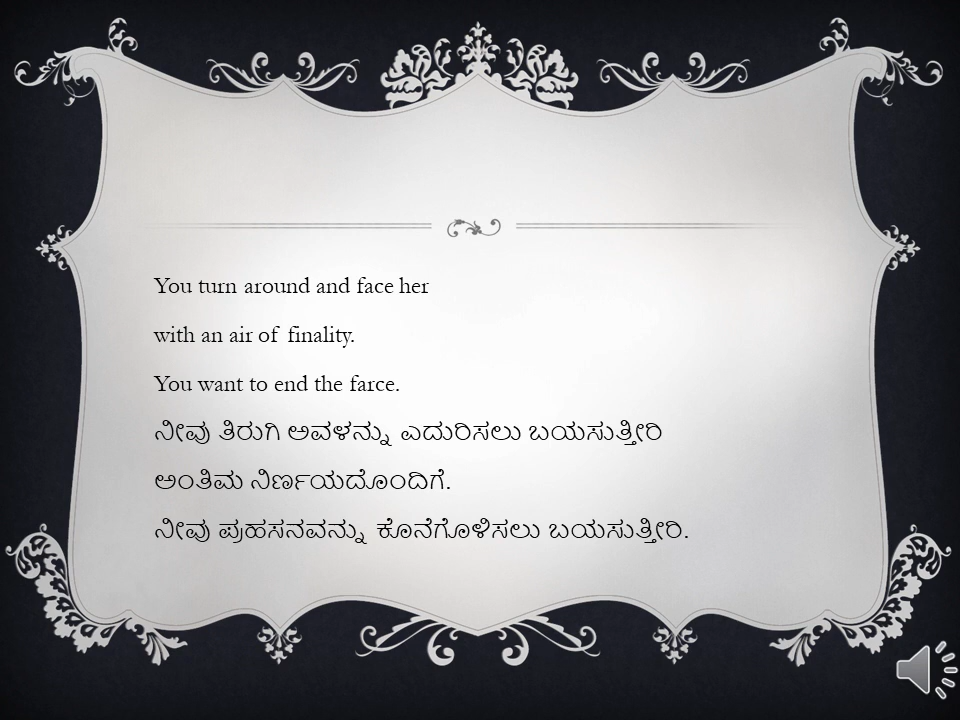 You turn around and face her
with an air of finality.
You want to end the farce.
ನೀವು ತಿರುಗಿ ಅವಳನ್ನು ಎದುರಿಸಲು ಬಯಸುತ್ತೀರಿ
ಅಂತಿಮ ನಿರ್ಣಯದೊಂದಿಗೆ.
ನೀವು ಪ್ರಹಸನವನ್ನು ಕೊನೆಗೊಳಿಸಲು ಬಯಸುತ್ತೀರಿ.